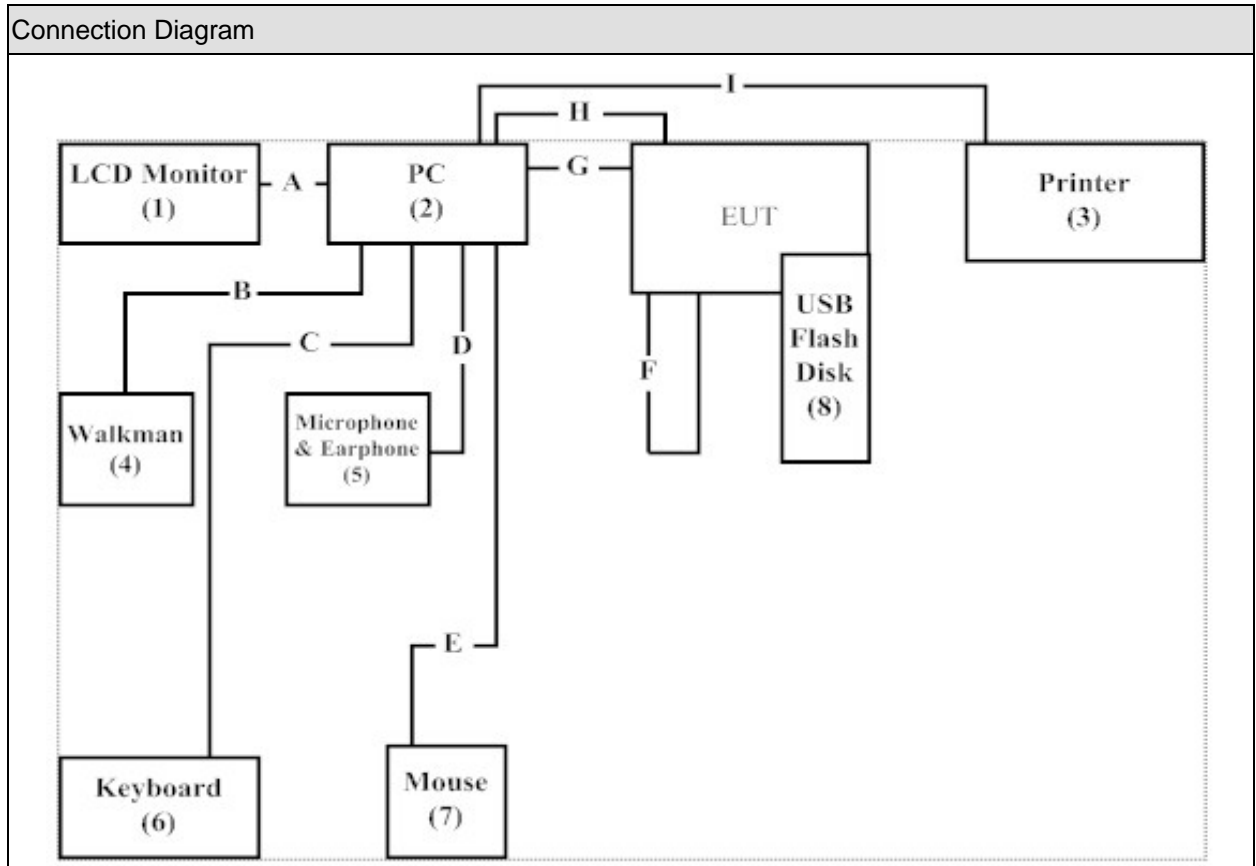 Connection Diagram
I
H
LCD Monitor
(1)
A
PC
(2)
G
EUT
Printer
(3)
B
C
D
F
USB
Flash
Disk
(8)
Walkman
(4)
Microphone
& Earphone
(5)
E
Keyboard
(6)
Mouse
(7)